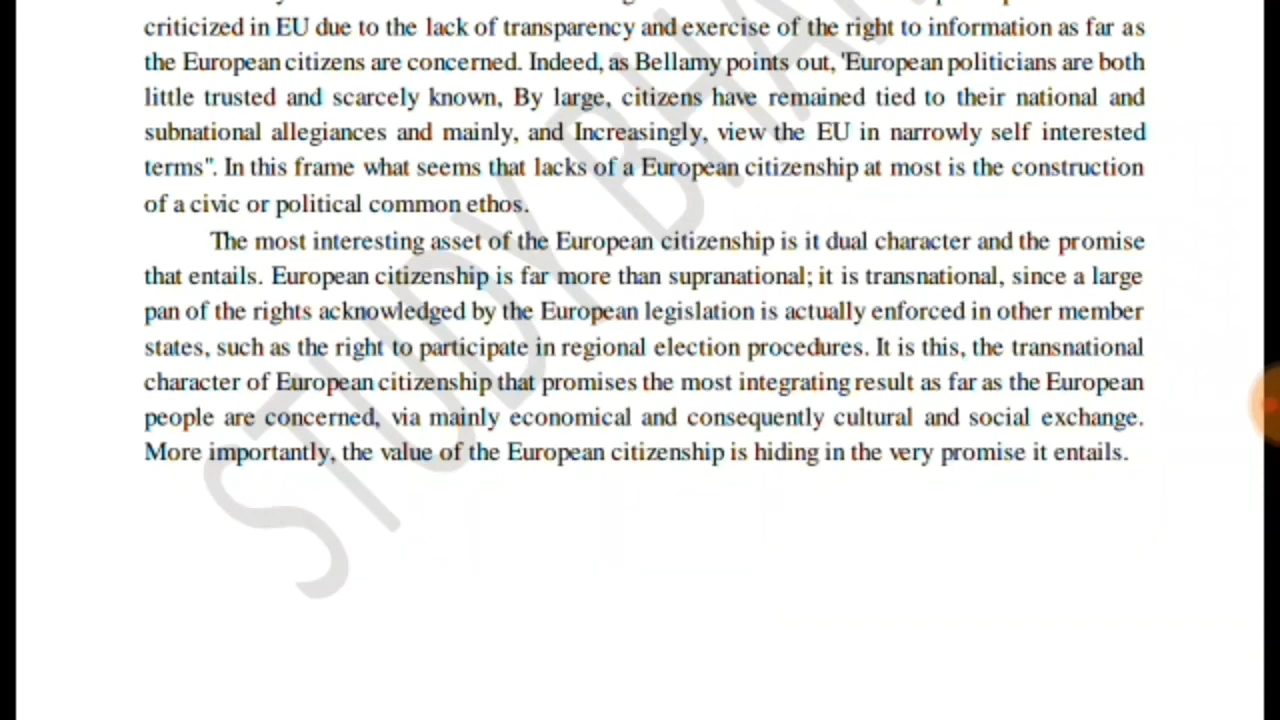 criticized in EU due to the lack of transparency and exercise of the right to information as far as
the European citizens are concerned. Indeed, as Bellamy points out, 'European politicians are both
little trusted and scarcely known, By large, citizens have remained tied to their national and
subnational allegiances and mainly, and Increasingly, view the EU in narrowly self interested
terms". In this frame what seems that lacks of a European citizenship at most is the construction
of a civic or political common ethos.
The most interesting asset of the European citizenship is it dual character and the promise
that entails. European citizenship is far more than supranational; it is transnational, since a large
pan of the rights acknowledged by the European legislation is actually enforced in other member
states, such as the right to participate in regional election procedures. It is this, the transnational
character of European citizenship that promises the most integrating result as far as the European
people are concerned, via mainly economical and consequently cultural and social exchange.
More importantly, the value of the European citizenship is hiding in the very promise it entails.
STUDY